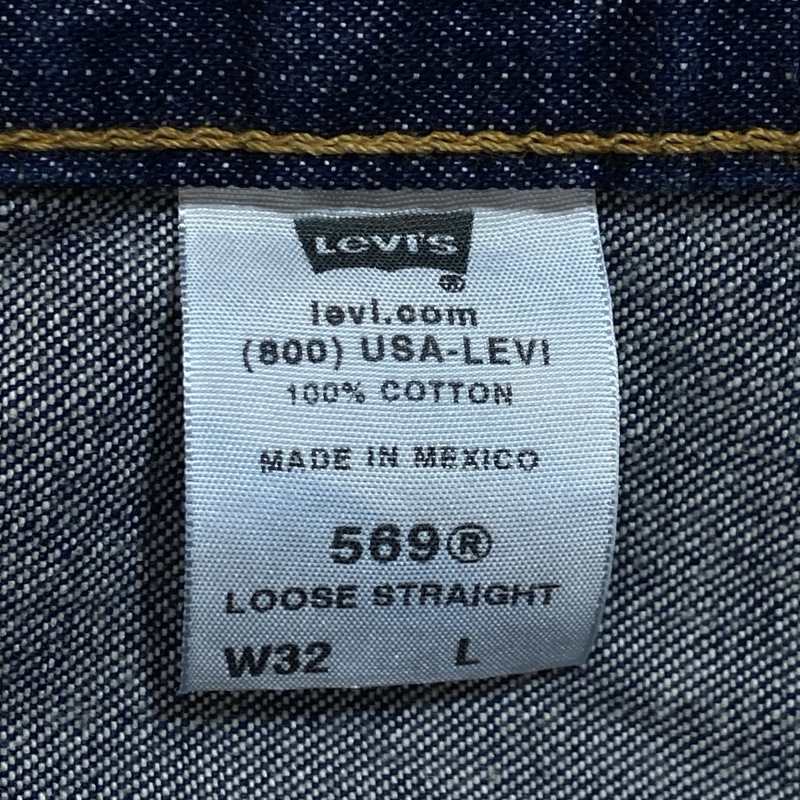 LEVI'S
®
levi.com
(800) USA-LEVI
100% COTTON
MADE IN MEXICO
569®
LOOSE STRAIGHT
W32 L